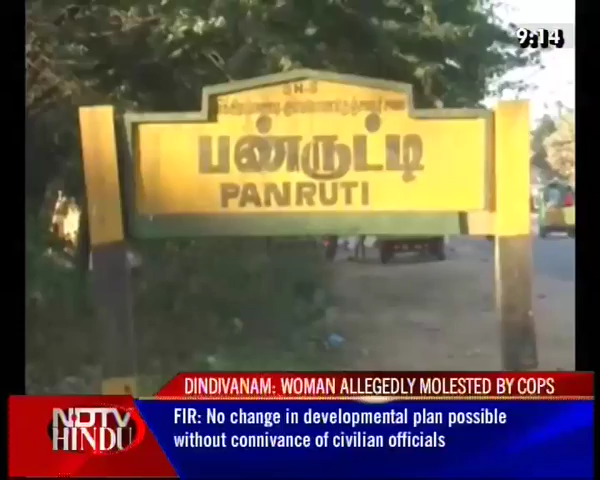 9:14
பண்ருட்டி
PANRUTI
DINDIVANAM: WOMAN ALLEGEDLY MOLESTED BY COPS
NDTV
HINDU
FIR: No change in developmental plan possible
without connivance of civilian officials